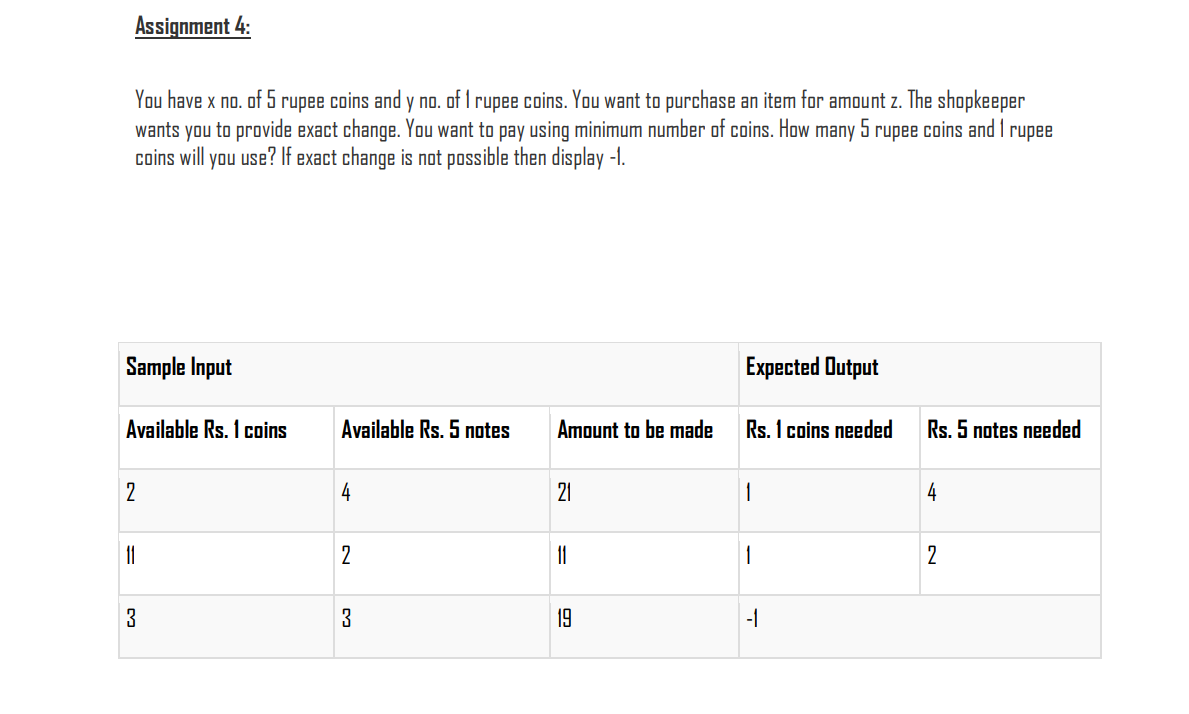 Assignment 4:
You have x no. of 5 rupee coins and y no. of 1 rupee coins. You want to purchase an item for amount z. The shopkeeper
wants you to provide exact change. You want to pay using minimum number of coins. How many 5 rupee coins and 1 rupee
coins will you use? If exact change is not possible then display -1.
Sample Input Expected Output
Available Rs. 1 coins Available Rs. 5 notes Amount to be made Rs. 1 coins needed Rs. 5 notes needed
2 4 21 1 4
11 2 11 1 2
3 3 19 -1